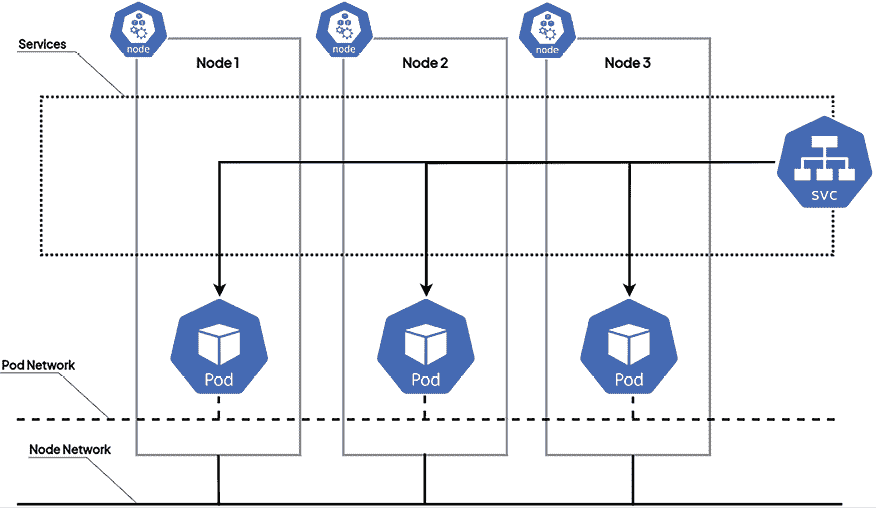 node
node
node
Services
Node 1
Node 2
Node 3
svc
Pod
Pod
Pod
Pod Network
Node Network